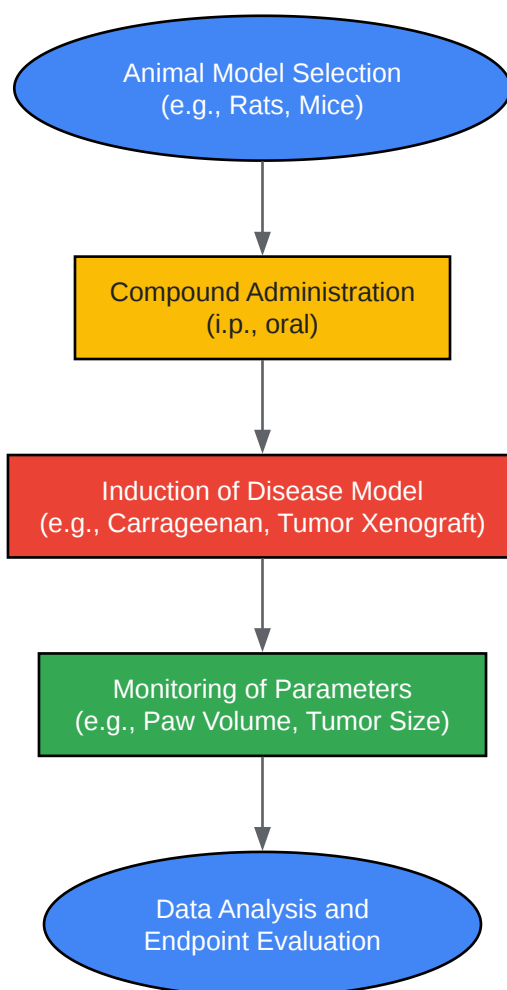 Animal Model Selection
(e.g., Rats, Mice)
Compound Administration
(i.p., oral)
Induction of Disease Model
(e.g., Carrageenan, Tumor Xenograft)
Monitoring of Parameters
(e.g., Paw Volume, Tumor Size)
Data Analysis and
Endpoint Evaluation